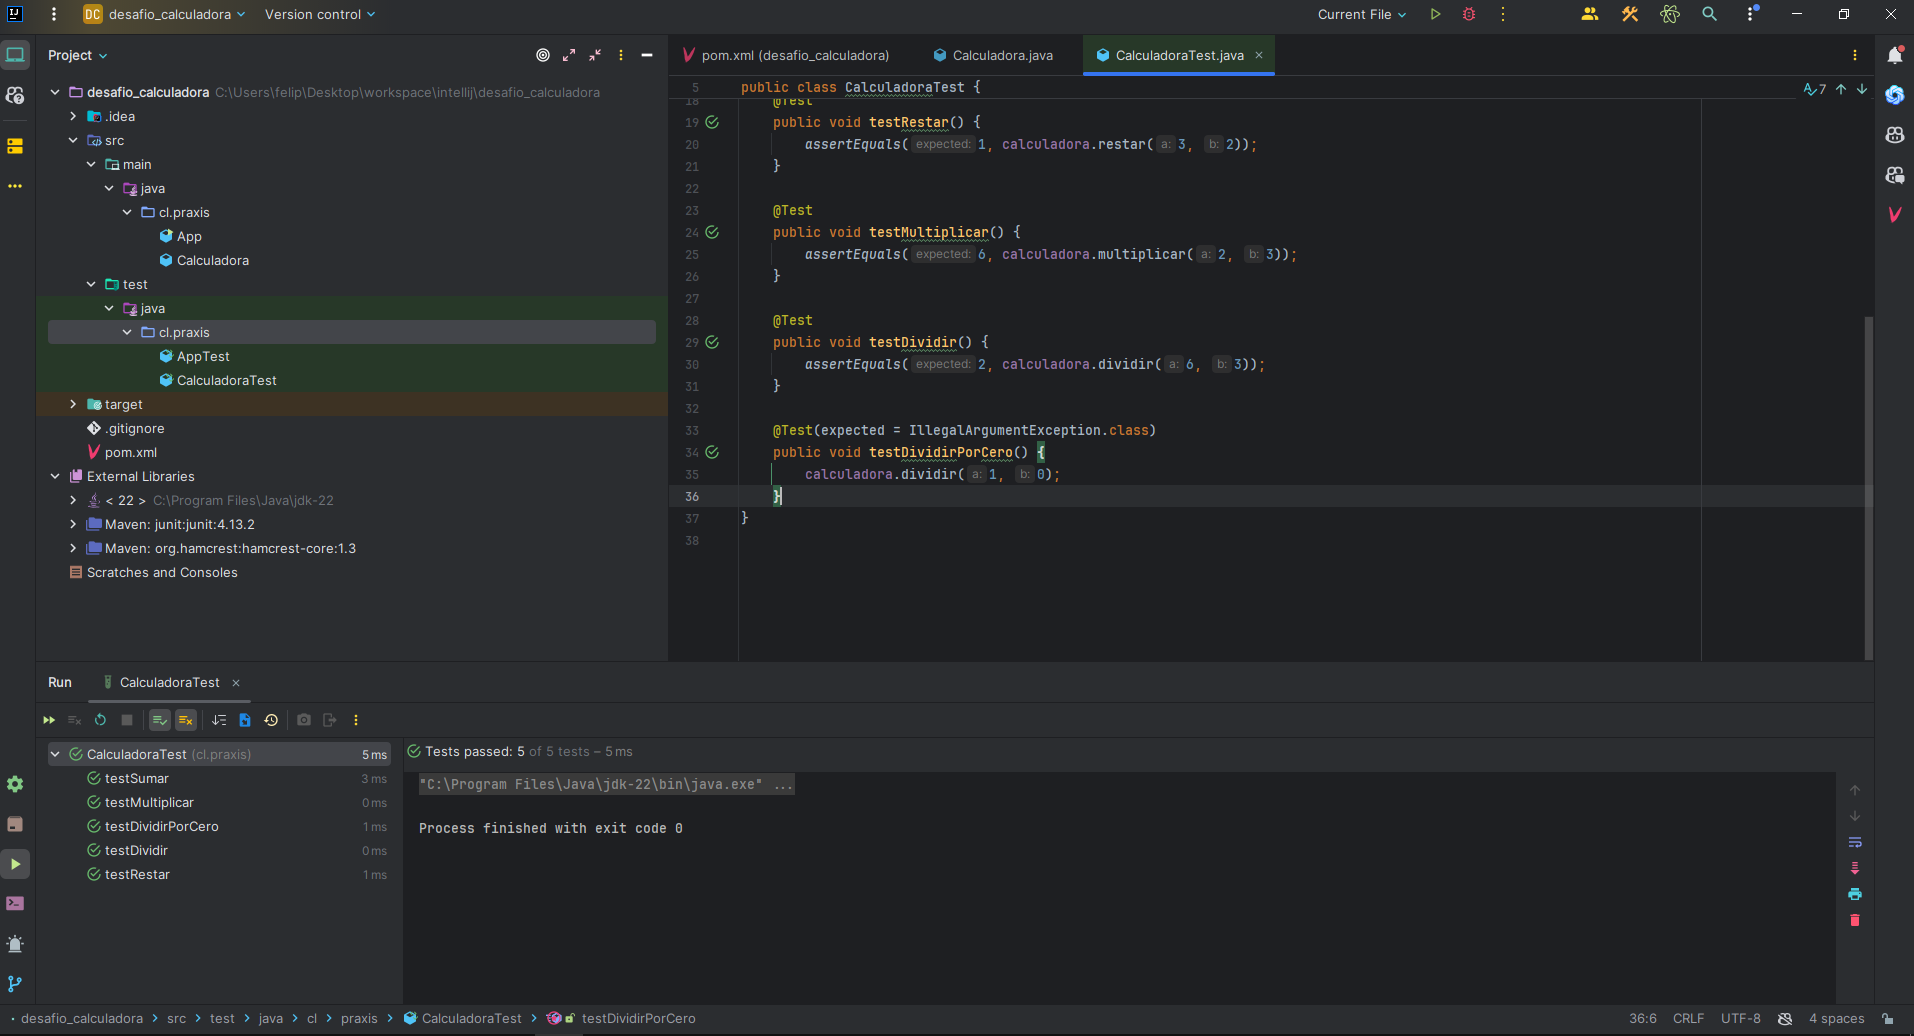 DC desafio_calculadora Version control Current File
Project
pom.xml (desafio_calculadora) Calculadora.java CalculadoraTest.java
desafio_calculadora C:\Users\felip\Desktop\workspace\intellij\desafio_calculadora
.idea
src
main
java
cl.praxis
App
Calculadora
test
java
cl.praxis
AppTest
CalculadoraTest
target
.gitignore
pom.xml
External Libraries
< 22 > C:\Program Files\Java\jdk-22
Maven: junit:junit:4.13.2
Maven: org.hamcrest:hamcrest-core:1.3
Scratches and Consoles
5 public class CalculadoraTest {
7
18 @Test
19 public void testRestar() {
20 assertEquals( expected: 1, calculadora.restar( a: 3, b: 2));
21 }
22
23 @Test
24 public void testMultiplicar() {
25 assertEquals( expected: 6, calculadora.multiplicar( a: 2, b: 3));
26 }
27
28 @Test
29 public void testDividir() {
30 assertEquals( expected: 2, calculadora.dividir( a: 6, b: 3));
31 }
32
33 @Test(expected = IllegalArgumentException.class)
34 public void testDividirPorCero() {
35 calculadora.dividir( a: 1, b: 0);
36 }
37 }
38
Run CalculadoraTest
CalculadoraTest (cl.praxis) 5 ms
testSumar 3 ms
testMultiplicar 0 ms
testDividirPorCero 1 ms
testDividir 0 ms
testRestar 1 ms
Tests passed: 5 of 5 tests – 5 ms
"C:\Program Files\Java\jdk-22\bin\java.exe" ...
Process finished with exit code 0
desafio_calculadora > src > test > java > cl > praxis > CalculadoraTest > testDividirPorCero
36:6 CRLF UTF-8 4 spaces